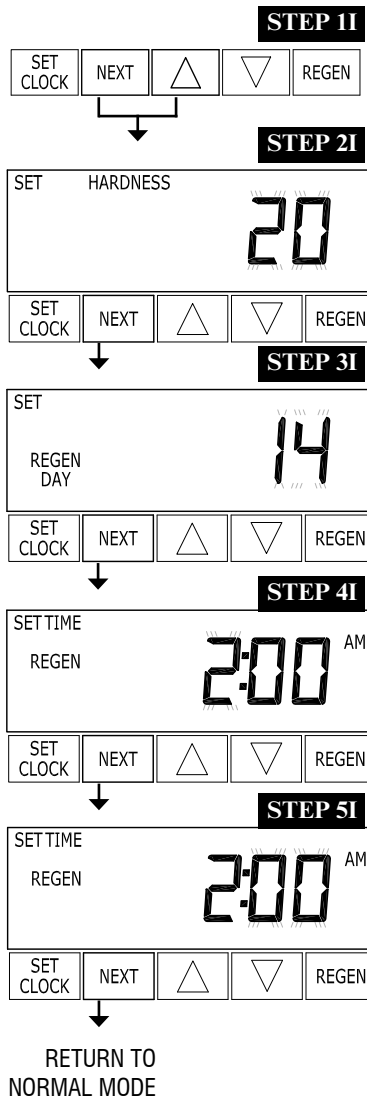 STEP 1I
SET CLOCK NEXT REGEN
STEP 2I
SET HARDNESS
20
SET CLOCK NEXT REGEN
STEP 3I
SET
14
REGEN
DAY
SET CLOCK NEXT REGEN
STEP 4I
SET TIME
REGEN 2:00 AM
SET CLOCK NEXT REGEN
STEP 5I
SET TIME
REGEN 2:00 AM
SET CLOCK NEXT REGEN
RETURN TO
NORMAL MODE